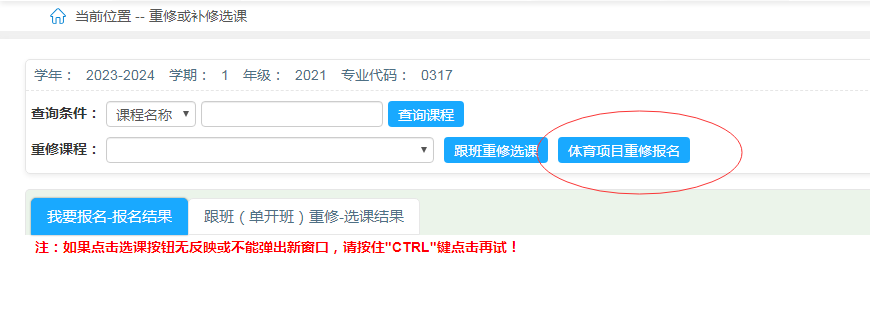 当前位置 -- 重修或补修选课
学年： 2023-2024 学期： 1 年级： 2021 专业代码： 0317
查询条件： 课程名称 查询课程
重修课程： 跟班重修选课 体育项目重修报名
我要报名-报名结果 跟班（单开班）重修-选课结果
注：如果点击选课按钮无反映或不能弹出新窗口，请按住"CTRL"键点击再试！